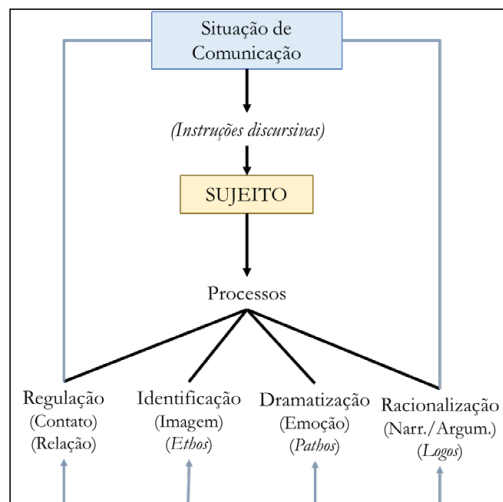 Situação de
Comunicação
(Instruções discursivas)
SUJEITO
Processos
Regulação
(Contato)
(Relação)
Identificação
(Imagem)
(Ethos)
Dramatização
(Emoção)
(Pathos)
Racionalização
(Narr./Argum.)
(Logos)